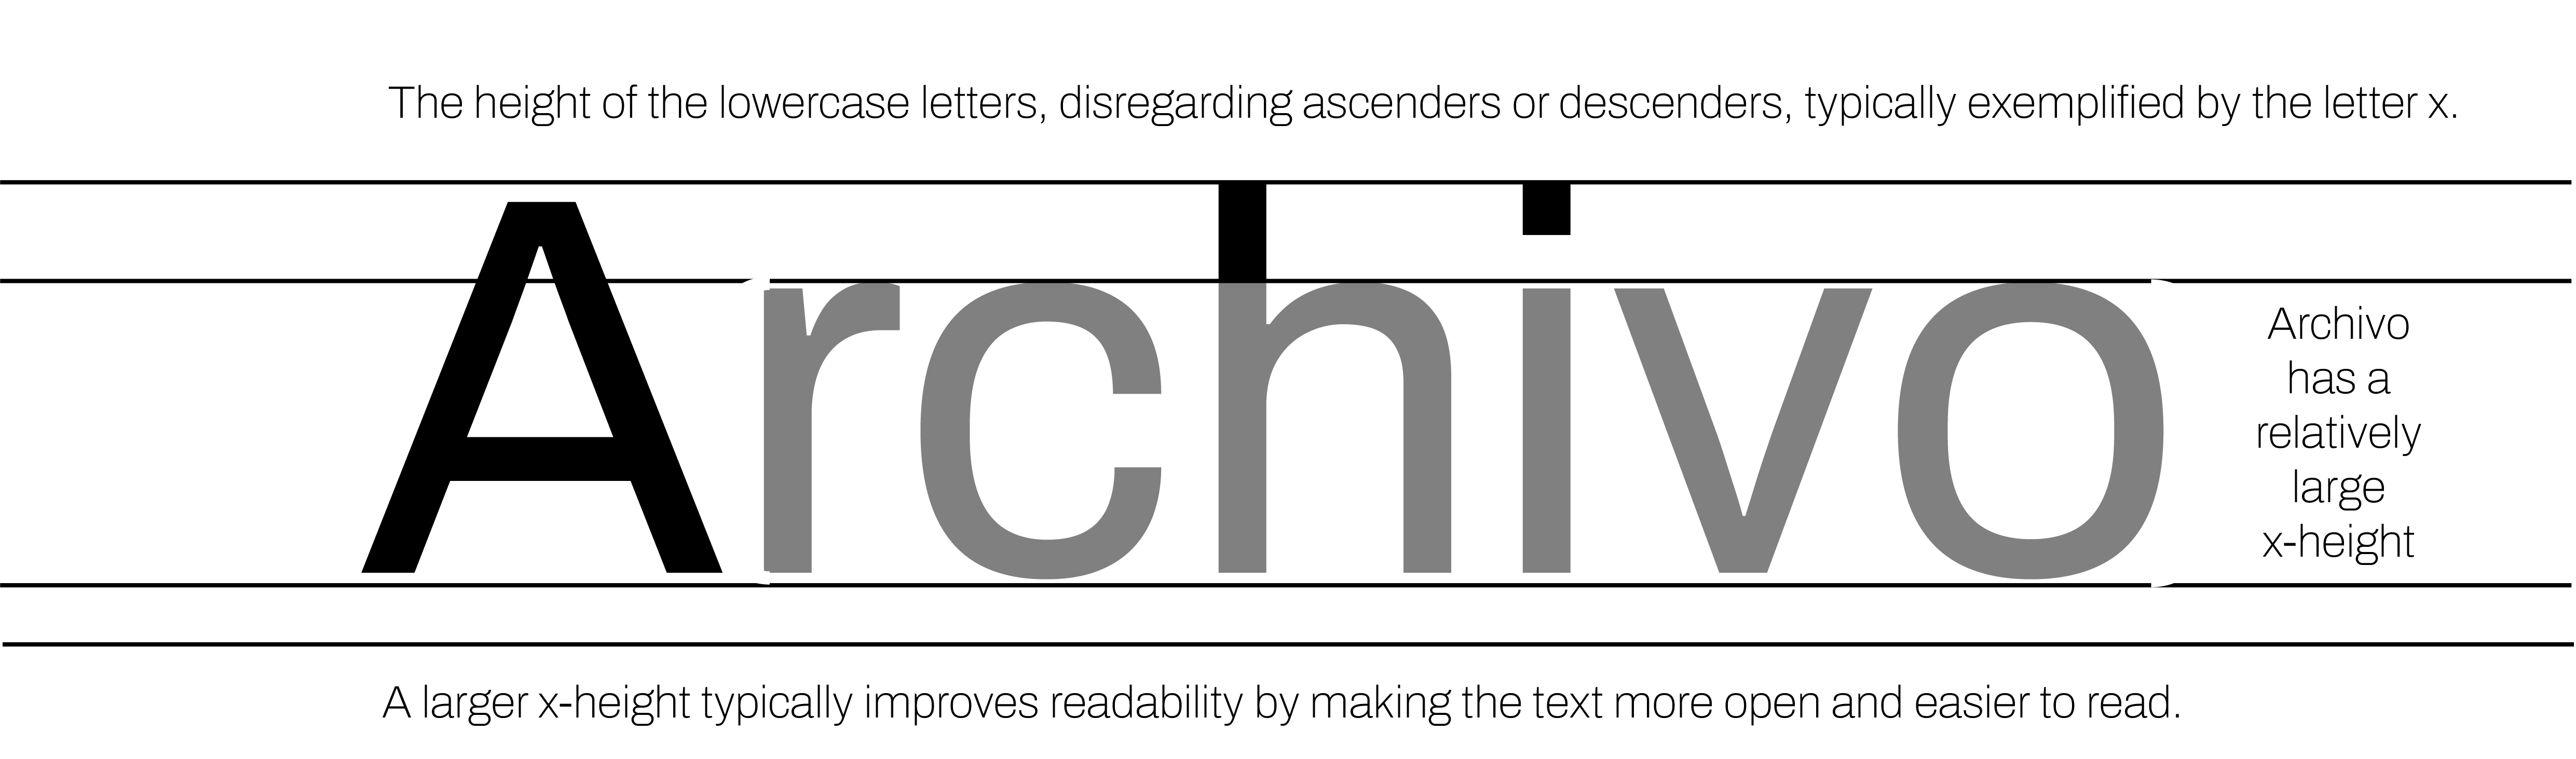 The height of the lowercase letters, disregarding ascenders or descenders, typically exemplified by the letter x.
Archivo
Archivo
has a
relatively
large
x-height
A larger x-height typically improves readability by making the text more open and easier to read.